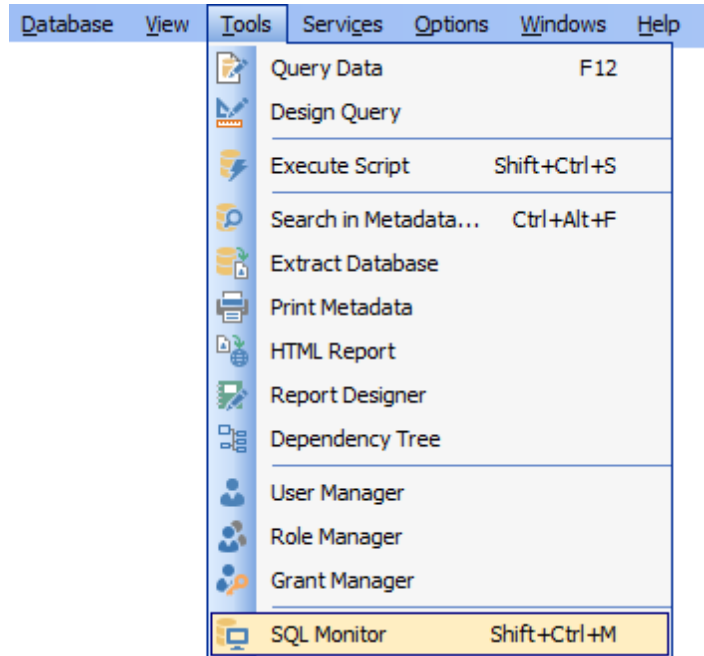 Database View Tools Services Options Windows Help
Query Data F12
Design Query
Execute Script Shift+Ctrl+S
Search in Metadata... Ctrl+Alt+F
Extract Database
Print Metadata
HTML Report
Report Designer
Dependency Tree
User Manager
Role Manager
Grant Manager
SQL Monitor Shift+Ctrl+M